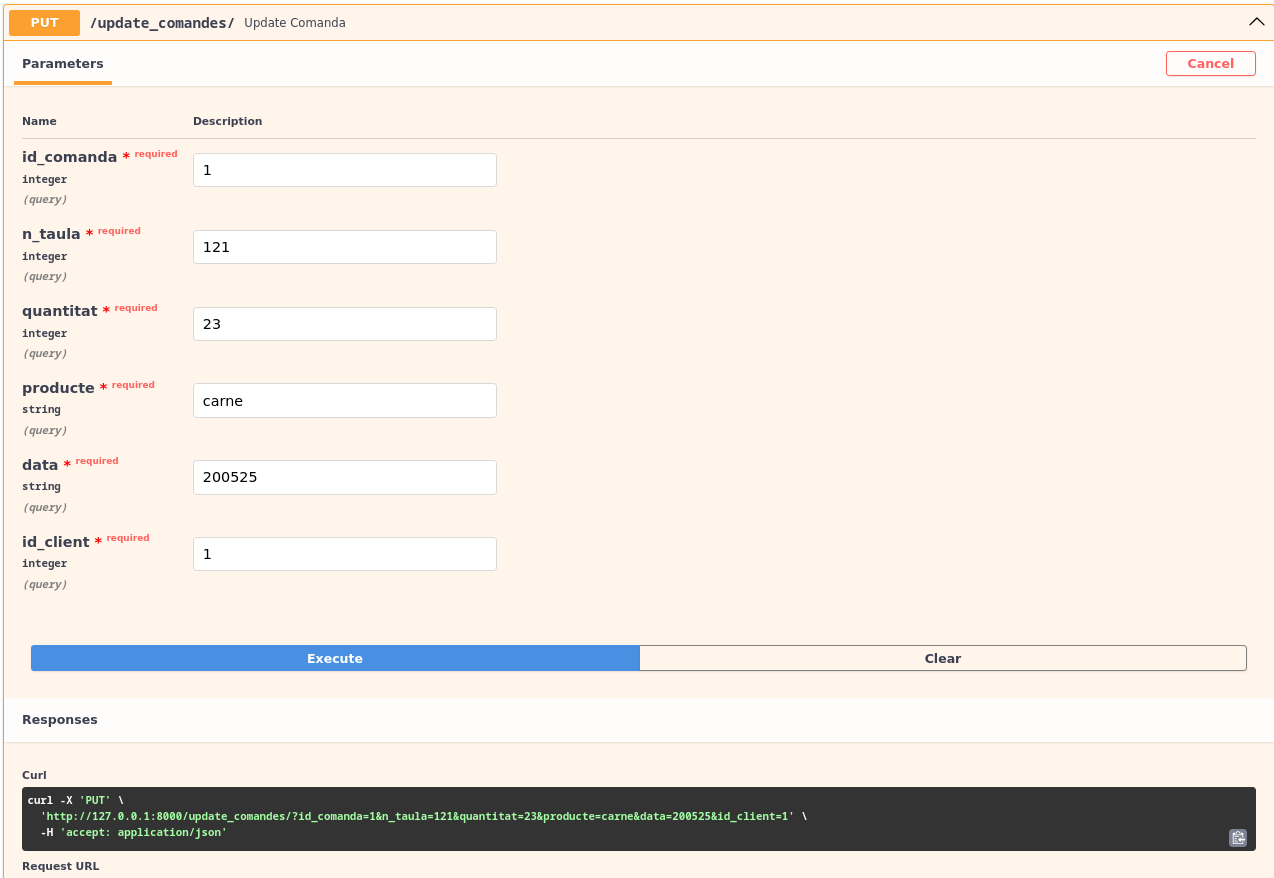 PUT /update_comandes/ Update Comanda
Parameters Cancel
Name Description
id_comanda * required
integer
(query)
1
n_taula * required
integer
(query)
121
quantitat * required
integer
(query)
23
producte * required
string
(query)
carne
data * required
string
(query)
200525
id_client * required
integer
(query)
1
Execute Clear
Responses
Curl
curl -X 'PUT' \
'http://127.0.0.1:8000/update_comandes/?id_comanda=1&n_taula=121&quantitat=23&producte=carne&data=200525&id_client=1' \
-H 'accept: application/json'
Request URL